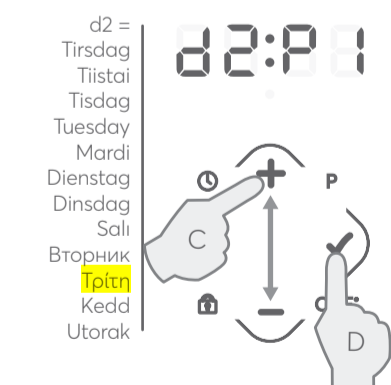 d2 =
Tirsdag
Tiistai
Tisdag
Tuesday
Mardi
Dienstag
Dinsdag
Salı
Вторник
Τρίτη
Kedd
Utorak
d2:P1
P
C
D